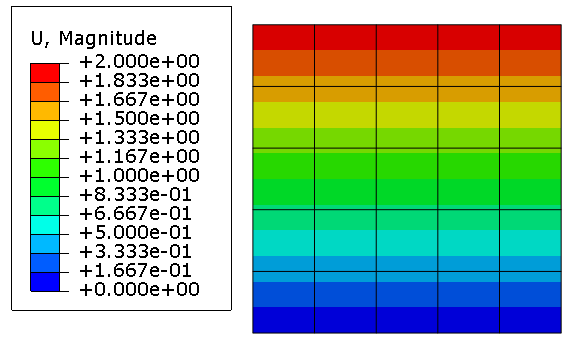 U, Magnitude
+2.000e+00
+1.833e+00
+1.667e+00
+1.500e+00
+1.333e+00
+1.167e+00
+1.000e+00
+8.333e-01
+6.667e-01
+5.000e-01
+3.333e-01
+1.667e-01
+0.000e+00